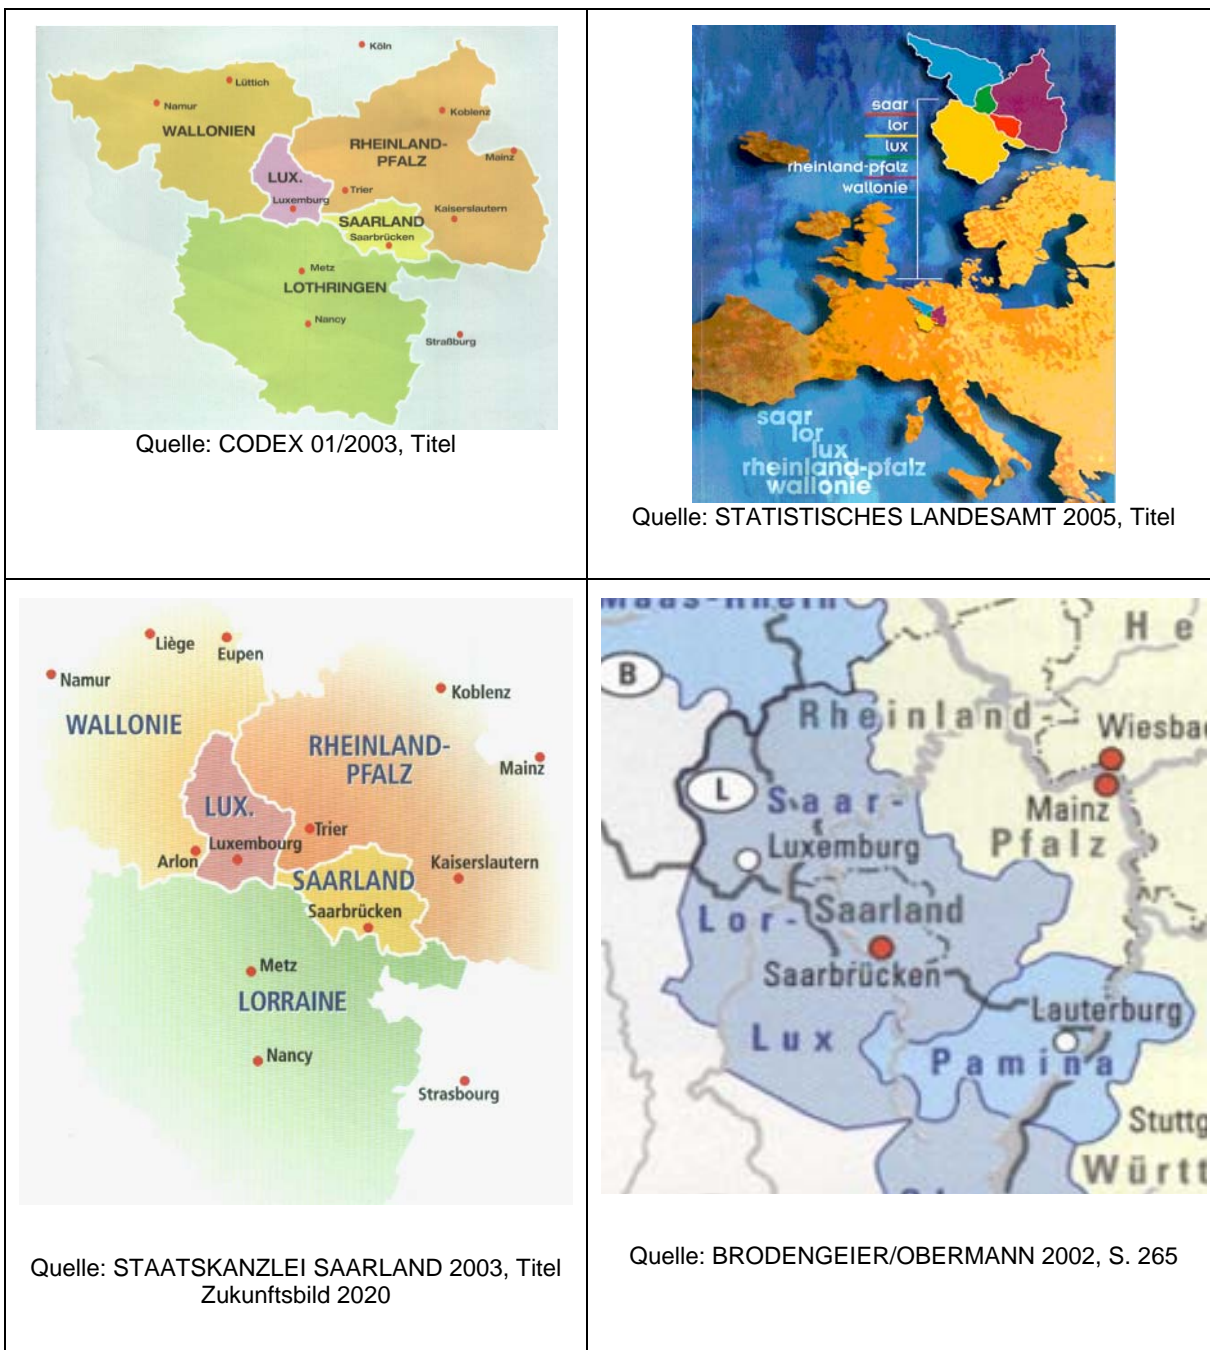 Köln
Lüttich
Namur
WALLONIEN
Koblenz
RHEINLAND-
PFALZ
Mainz
LUX.
Trier
Luxemburg
Kaiserslautern
SAARLAND
Saarbrücken
Metz
LOTHRINGEN
Nancy
Straßburg
Quelle: CODEX 01/2003, Titel
saar
lor
lux
rheinland-pfalz
wallonie
saar
lor
lux
rheinland-pfalz
wallonie
Quelle: STATISTISCHES LANDESAMT 2005, Titel
Liège
Eupen
Namur
Koblenz
WALLONIE
RHEINLAND-
PFALZ
Mainz
LUX.
Trier
Luxembourg
Arlon
Kaiserslautern
SAARLAND
Saarbrücken
Metz
LORRAINE
Nancy
Strasbourg
Quelle: STAATSKANZLEI SAARLAND 2003, Titel
Zukunftsbild 2020
Maas-Rhein
He
B
Rheinland-
Wiesba
L
Saar-
Mainz
Luxemburg
Pfalz
Lor-
Saarland
Saarbrücken
Lauterburg
Lux
Pamina
Stuttg
Württ
Quelle: BRODENGEIER/OBERMANN 2002, S. 265